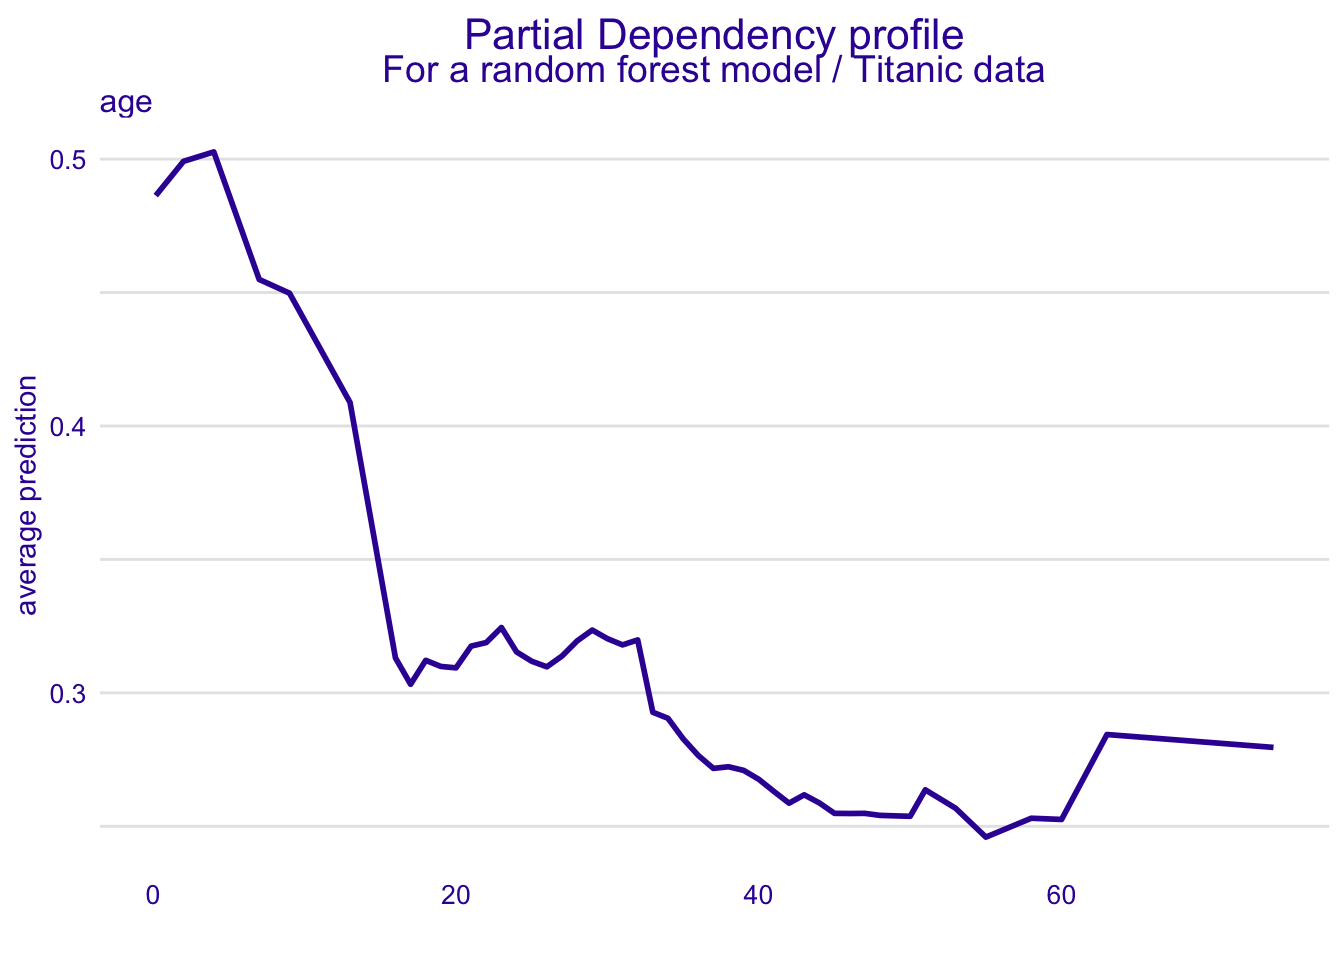 Partial Dependency profile
For a random forest model / Titanic data
age
0.5
0.4
0.3
average prediction
0
20
40
60